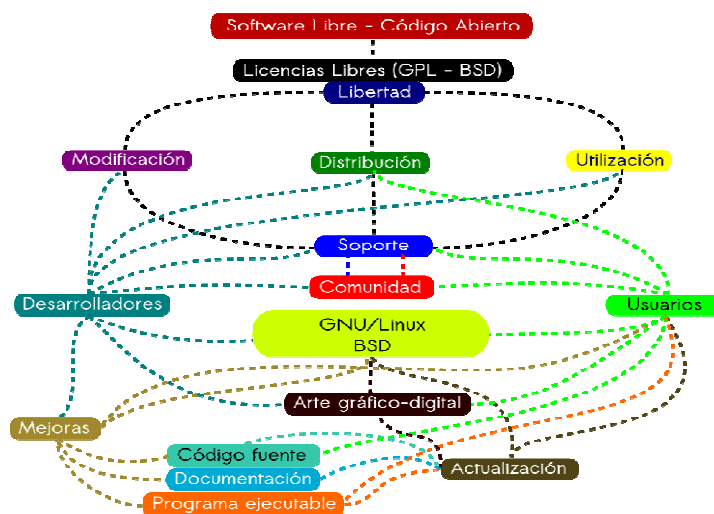 Software Libre - Código Abierto
Licencias Libres (GPL - BSD)
Libertad
Modificación
Distribución
Utilización
Soporte
Comunidad
Desarrolladores
Usuarios
GNU/Linux
BSD
Arte gráfico-digital
Mejoras
Código fuente
Actualización
Documentación
Programa ejecutable